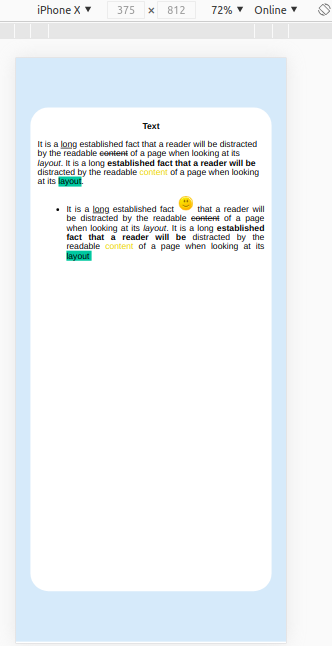 iPhone X ▼ 375 × 812 72% ▼ Online ▼
Text
It is a long established fact that a reader will be distracted
by the readable content of a page when looking at its
layout. It is a long established fact that a reader will be
distracted by the readable content of a page when looking
at its layout.
• It is a long established fact 🙂 that a reader will
be distracted by the readable content of a page
when looking at its layout. It is a long established
fact that a reader will be distracted by the
readable content of a page when looking at its
layout.